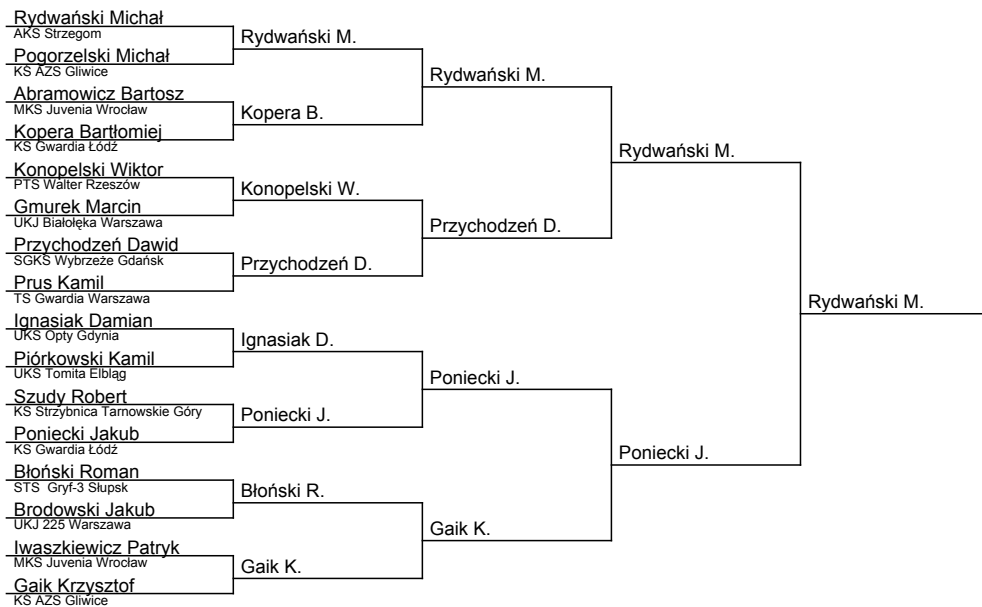 Rydwański Michał
AKS Strzegom
Pogorzelski Michał
KS AZS Gliwice
Abramowicz Bartosz
MKS Juvenia Wrocław
Kopera Bartłomiej
KS Gwardia Łódź
Konopelski Wiktor
PTS Walter Rzeszów
Gmurek Marcin
UKJ Białołęka Warszawa
Przychodzeń Dawid
SGKS Wybrzeże Gdańsk
Prus Kamil
TS Gwardia Warszawa
Ignasiak Damian
UKS Opty Gdynia
Piórkowski Kamil
UKS Tomita Elbląg
Szudy Robert
KS Strzybnica Tarnowskie Góry
Poniecki Jakub
KS Gwardia Łódź
Błoński Roman
STS Gryf-3 Słupsk
Brodowski Jakub
UKJ 225 Warszawa
Iwaszkiewicz Patryk
MKS Juvenia Wrocław
Gaik Krzysztof
KS AZS Gliwice
Rydwański M.
Kopera B.
Konopelski W.
Przychodzeń D.
Ignasiak D.
Poniecki J.
Błoński R.
Gaik K.
Rydwański M.
Przychodzeń D.
Poniecki J.
Gaik K.
Rydwański M.
Poniecki J.
Rydwański M.